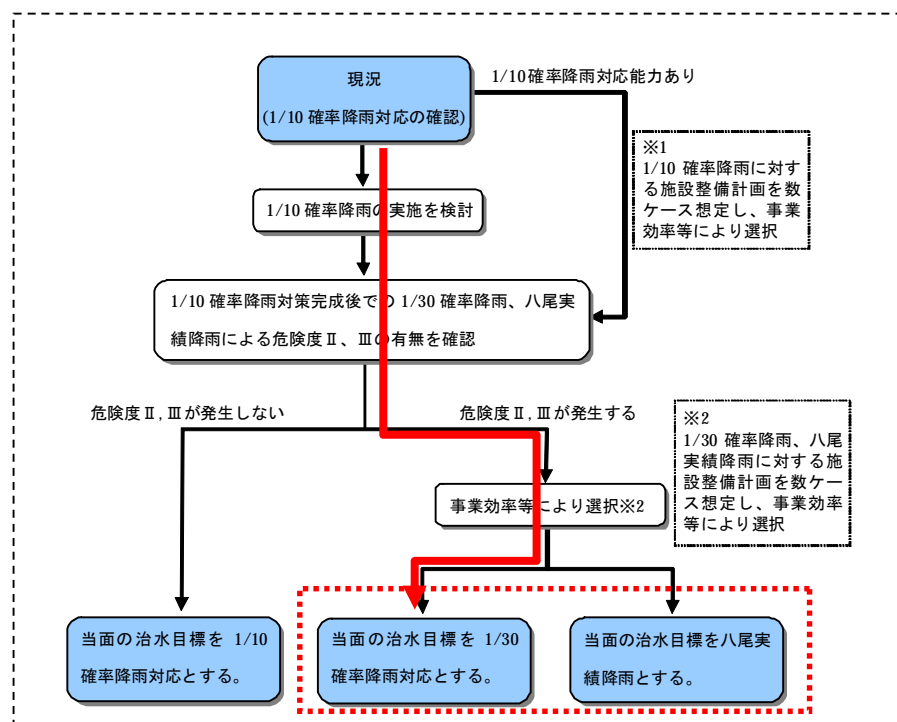 現況
(1/10 確率降雨対応の確認)
1/10確率降雨対応能力あり
※1
1/10 確率降雨に対す
る施設整備計画を数
ケース想定し、事業
効率等により選択
1/10 確率降雨の実施を検討
1/10 確率降雨対策完成後での 1/30 確率降雨、八尾実
績降雨による危険度Ⅱ、Ⅲの有無を確認
危険度Ⅱ,Ⅲが発生しない
危険度Ⅱ,Ⅲが発生する
※2
1/30 確率降雨、八尾
実績降雨に対する施
設整備計画を数ケー
ス想定し、事業効率
等により選択
事業効率等により選択※2
当面の治水目標を 1/10
確率降雨対応とする。
当面の治水目標を 1/30
確率降雨対応とする。
当面の治水目標を八尾実
績降雨とする。